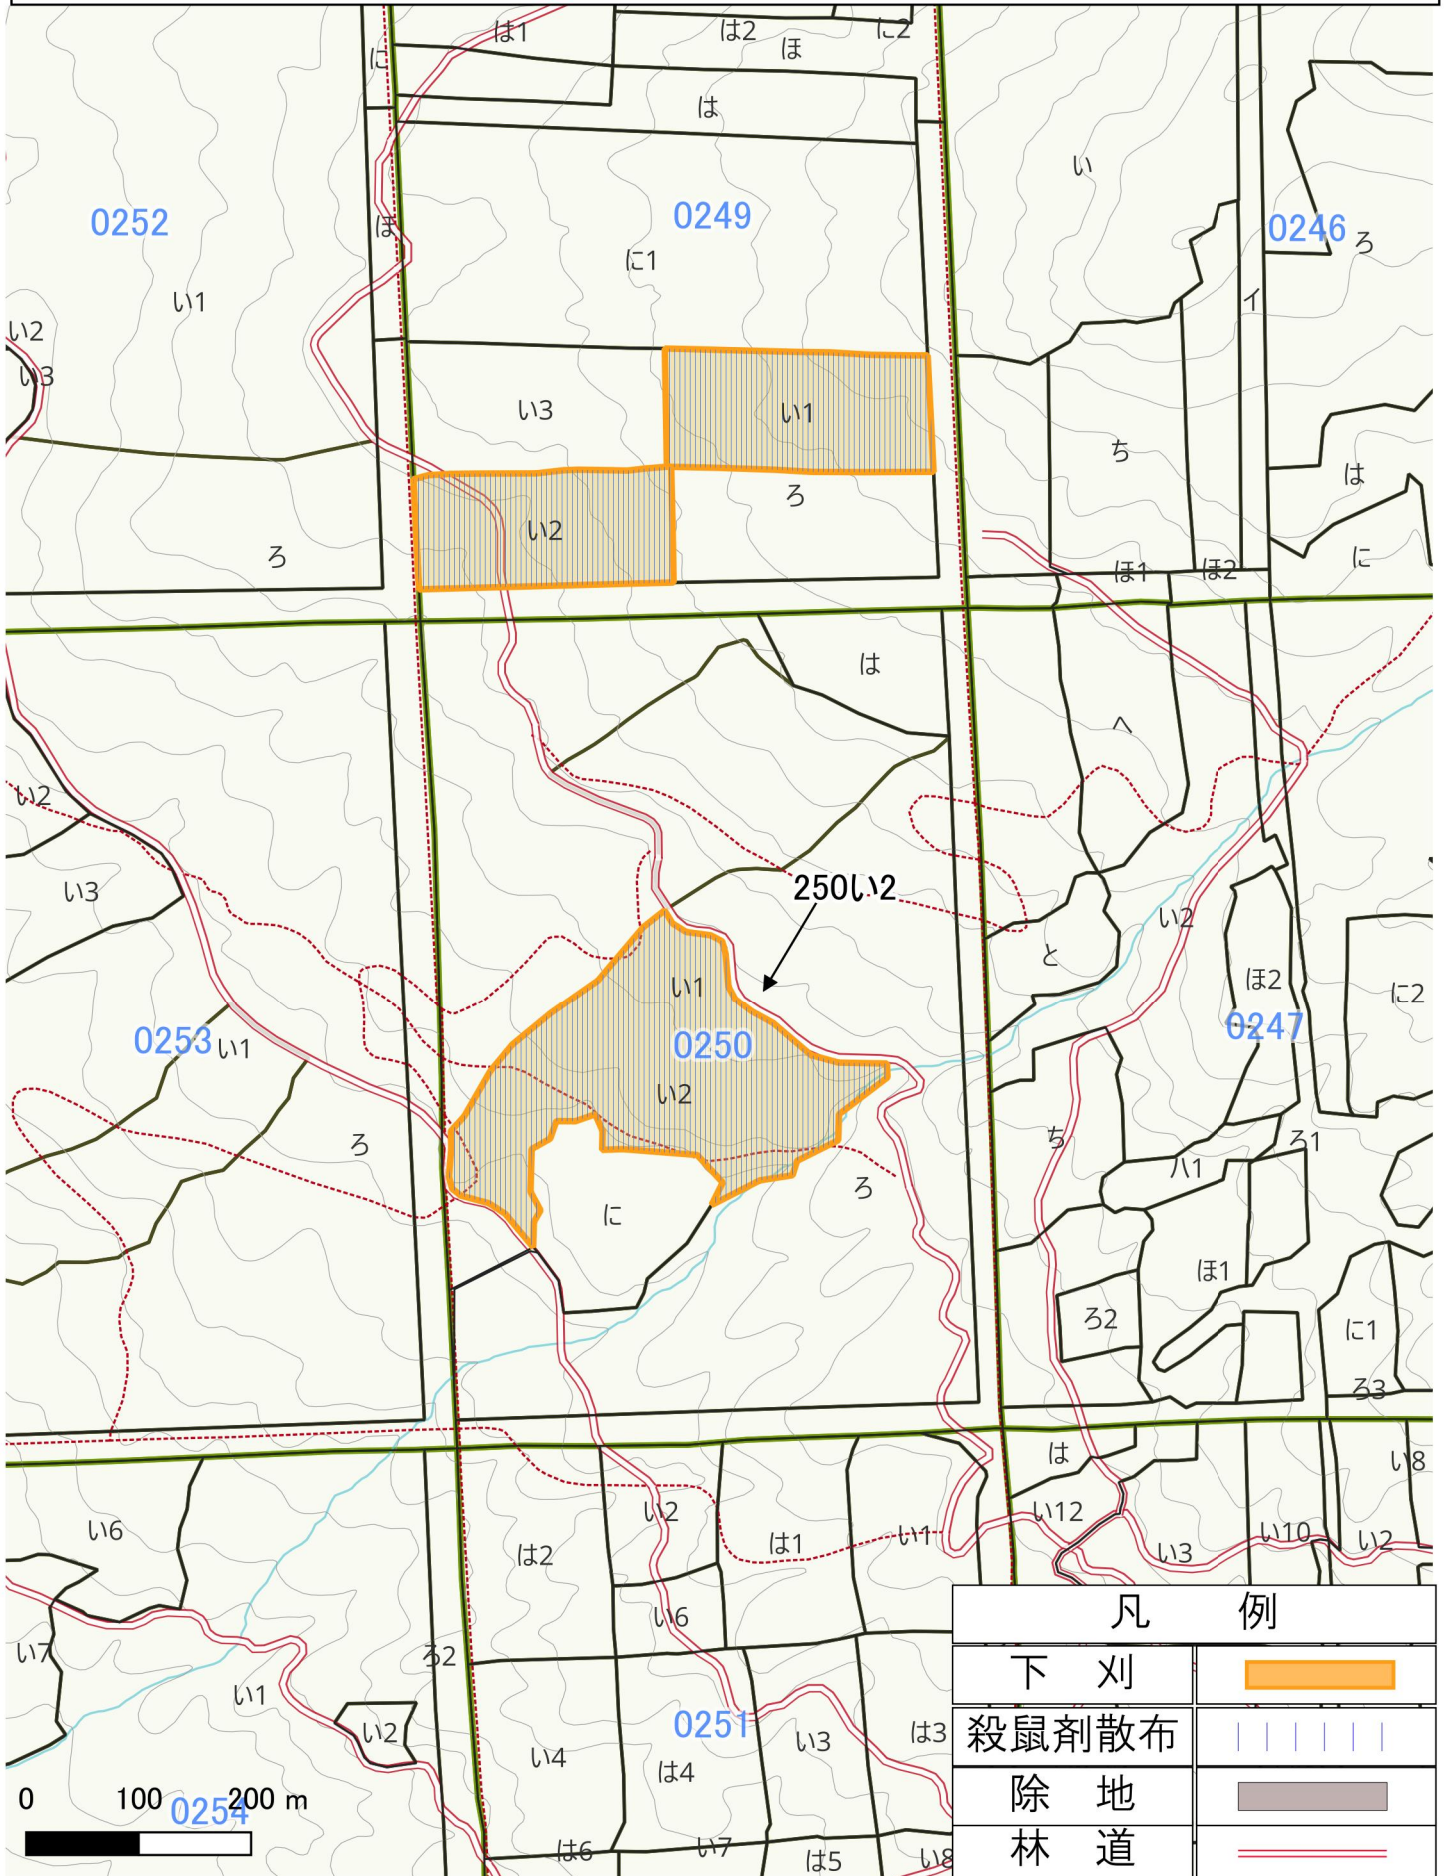 は1
は2
に2
に
ほ
は
い
0252
0249
0246
ほ
ろ
に1
い1
イ
い2
い3
い3
い1
ち
は
ろ
い2
ろ
に
ほ1
ほ2
は
へ
い2
い3
250い2
い2
と
い1
ほ2
に2
0253
い1
0250
0247
い2
ろ
ち
ろ1
ハ1
ろ
に
ほ1
ろ2
に1
ろ3
は
い8
い6
い2
い12
は2
は1
い1
い3
い10
い2
い6
い7
ろ2
い1
い2
0251
い3
は3
い4
は4
0 100 200 m
0254
は6
い7
は5
い8
凡 例
下 刈
殺鼠剤散布
除 地
林 道